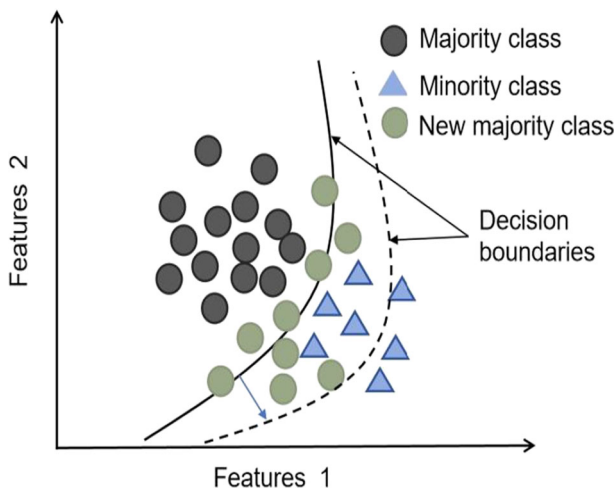 Majority class
Minority class
New majority class
Features 2
Decision
boundaries
Features 1